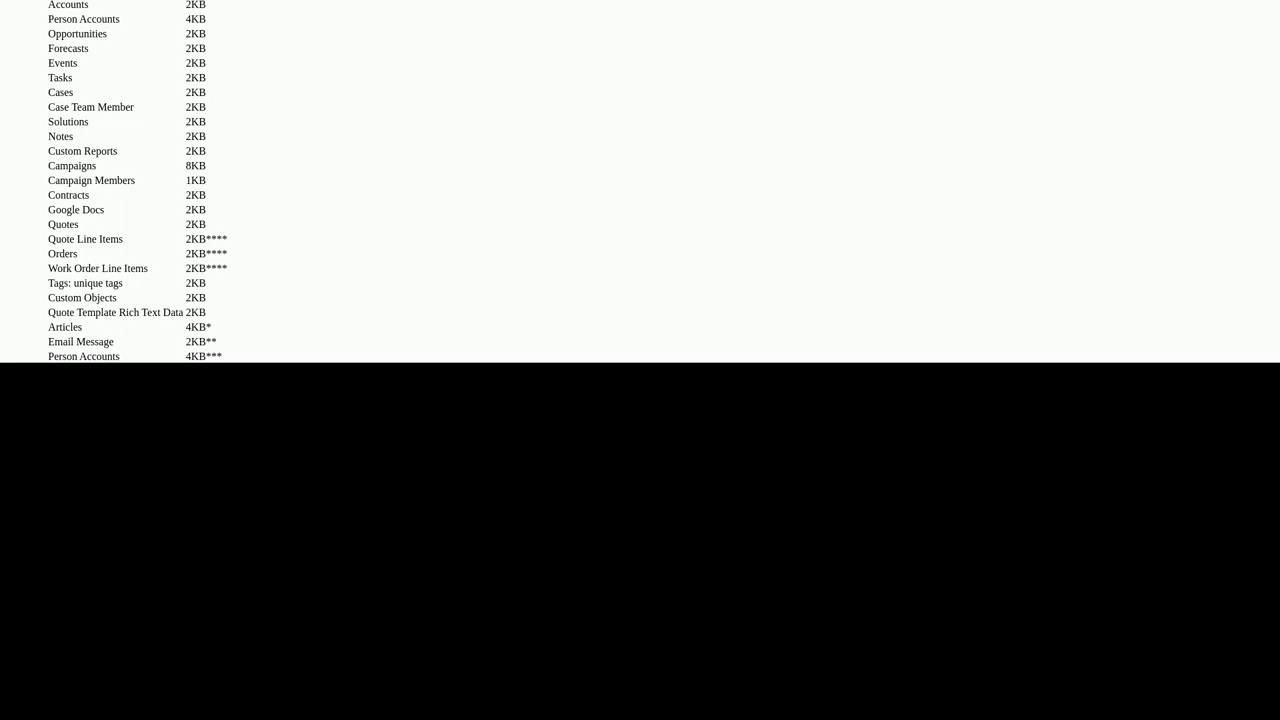 Accounts 2KB
Person Accounts 4KB
Opportunities 2KB
Forecasts 2KB
Events 2KB
Tasks 2KB
Cases 2KB
Case Team Member 2KB
Solutions 2KB
Notes 2KB
Custom Reports 2KB
Campaigns 8KB
Campaign Members 1KB
Contracts 2KB
Google Docs 2KB
Quotes 2KB
Quote Line Items 2KB****
Orders 2KB****
Work Order Line Items 2KB****
Tags: unique tags 2KB
Custom Objects 2KB
Quote Template Rich Text Data 2KB
Articles 4KB*
Email Message 2KB**
Person Accounts 4KB***